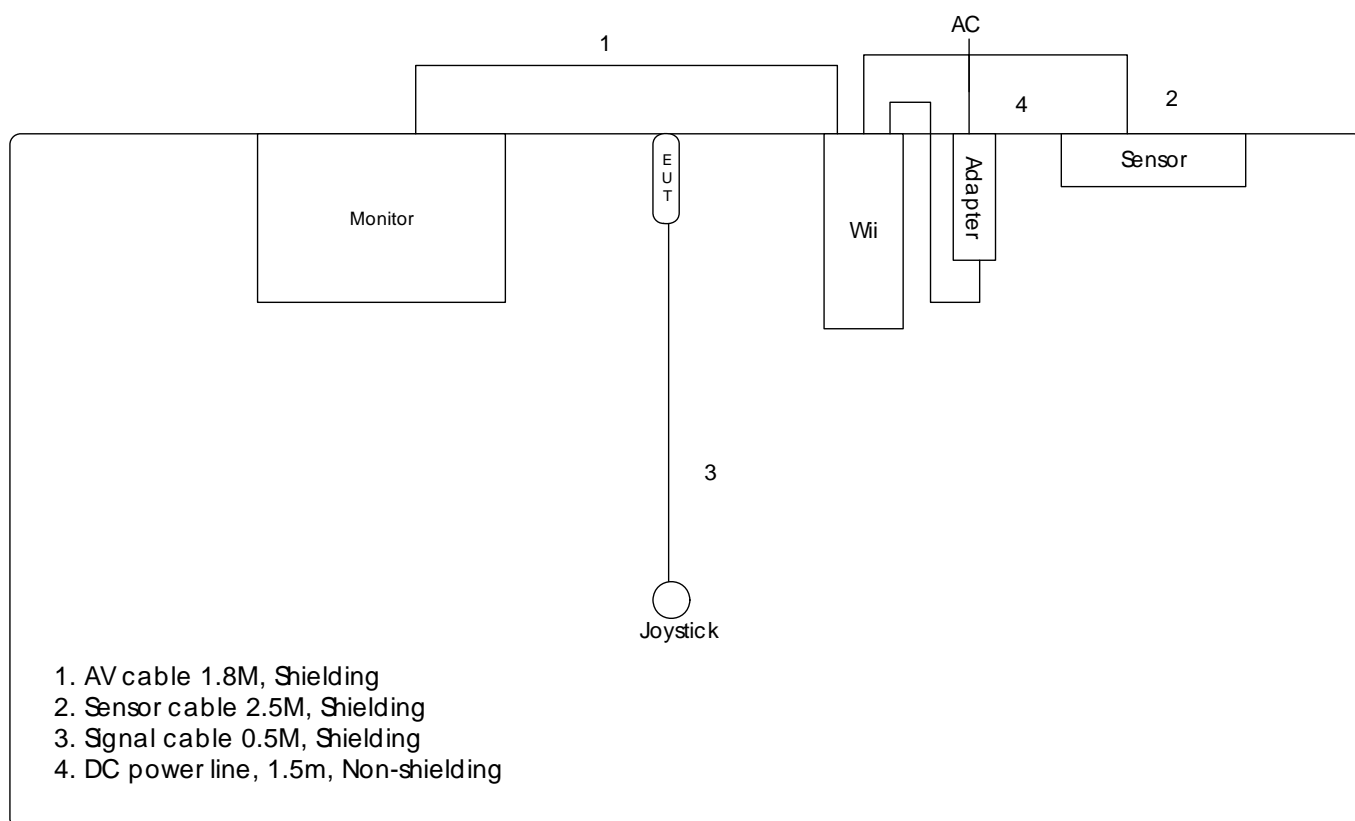 AC
1
4
2
Monitor
E
U
T
Wii
Adapter
Sensor
3
Joystick
1. AV cable 1.8M, Shielding
2. Sensor cable 2.5M, Shielding
3. Signal cable 0.5M, Shielding
4. DC power line, 1.5m, Non-shielding